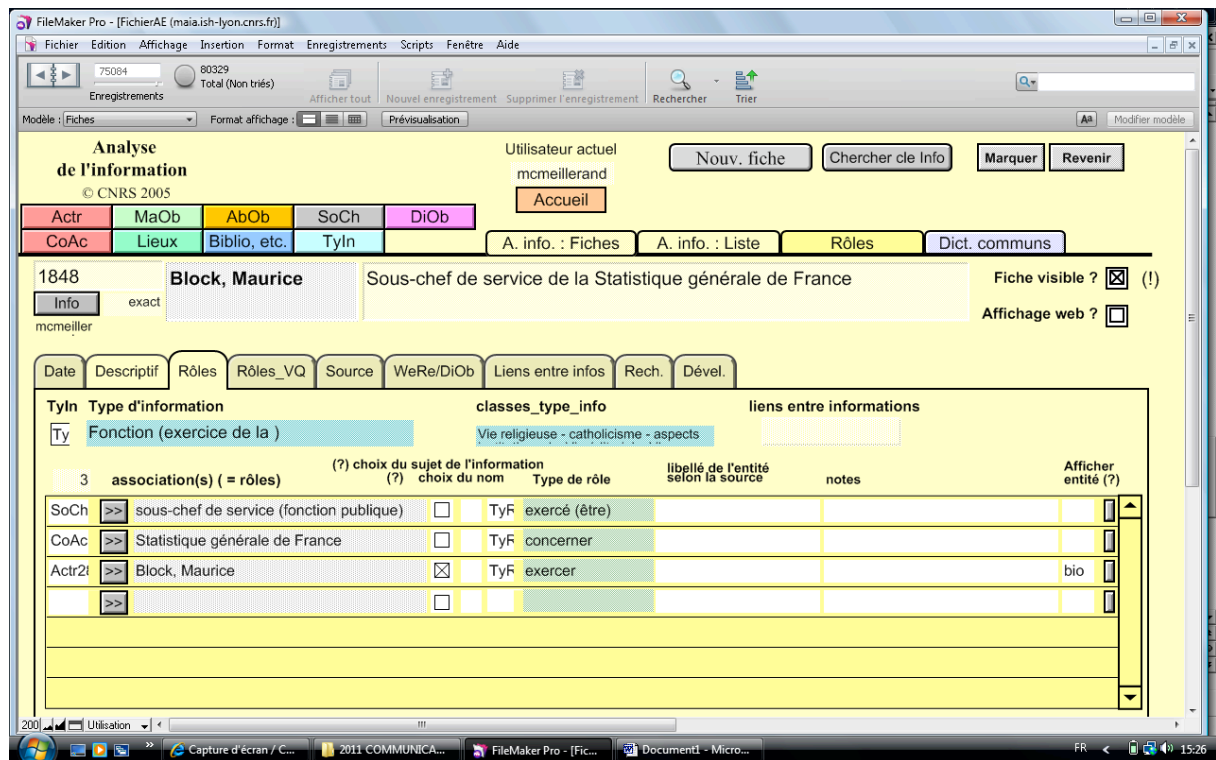 FileMaker Pro - [FichierAE (maia.ish-lyon.cnrs.fr)]
Fichier Edition Affichage Insertion Format Enregistrements Scripts Fenêtre Aide
75084
80329
Total (Non triés)
Enregistrements
Afficher tout Nouvel enregistrement Supprimer l'enregistrement Rechercher Trier
Modèle : Fiches Format affichage : Prévisualisation Aa Modifier modèle
Analyse
de l'information
© CNRS 2005
Utilisateur actuel
mcmeillerand
Accueil
Nouv. fiche Chercher cle Info Marquer Revenir
Actr MaOb AbOb SoCh DiOb
CoAc Lieux Biblio, etc. TyIn A. info. : Fiches A. info. : Liste Rôles Dict. communs
1848 Block, Maurice Sous-chef de service de la Statistique générale de France Fiche visible ? (!)
Info exact
mcmeiller
Affichage web ?
Date Descriptif Rôles Rôles_VQ Source WeRe/DiOb Liens entre infos Rech. Dével.
TyIn Type d'information classes_type_info liens entre informations
Ty Fonction (exercice de la ) Vie religieuse - catholicisme - aspects
(?) choix du sujet de l'information
3 association(s) ( = rôles) (?) choix du nom Type de rôle libellé de l'entité selon la source notes Afficher entité (?)
SoCh >> sous-chef de service (fonction publique) TyR exercé (être)
CoAc >> Statistique générale de France TyR concerner
Actr28 >> Block, Maurice TyR exercer bio
>>
200 Utilisation
Capture d'écran / C... 2011 COMMUNICA... FileMaker Pro - [Fic... Document1 - Micro... FR 15:26